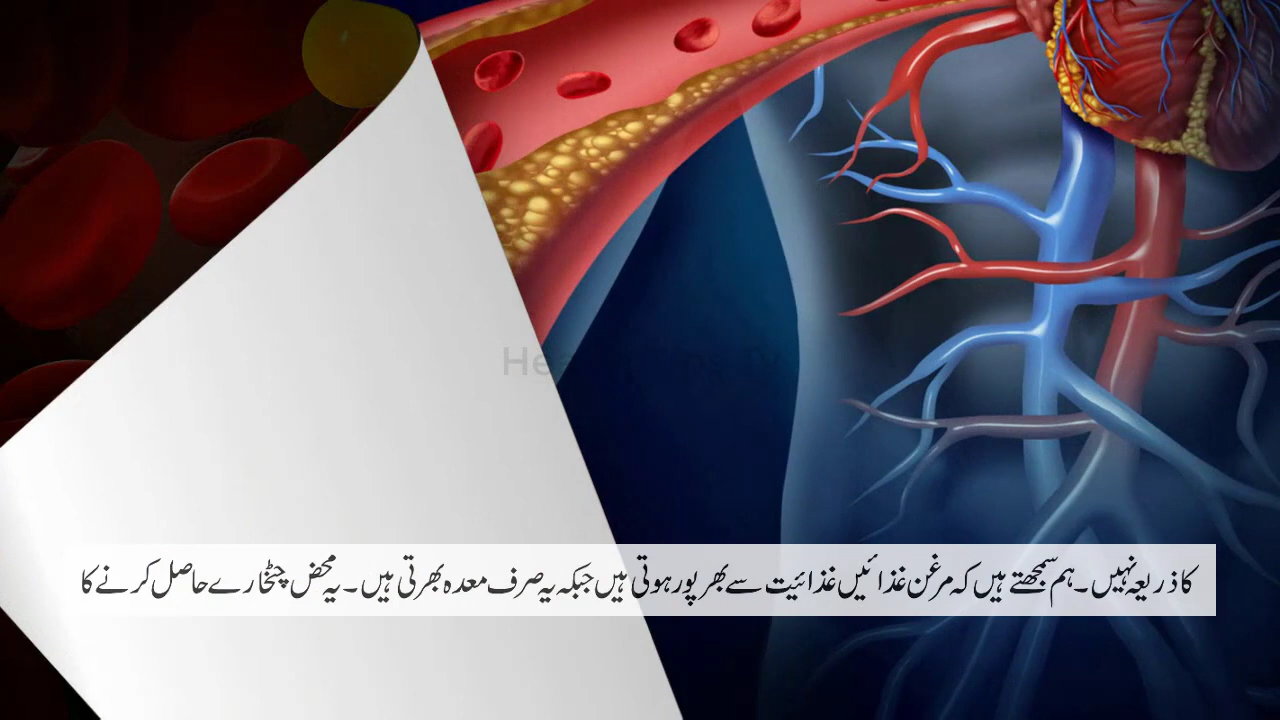 کا ذریعہ نہیں۔ ہم سمجھتے ہیں کہ مرغن غذائیں غذائیت سے بھرپور ہوتی ہیں جبکہ یہ صرف معدہ بھرتی ہیں۔ یہ محض چٹخارے حاصل کرنے کا